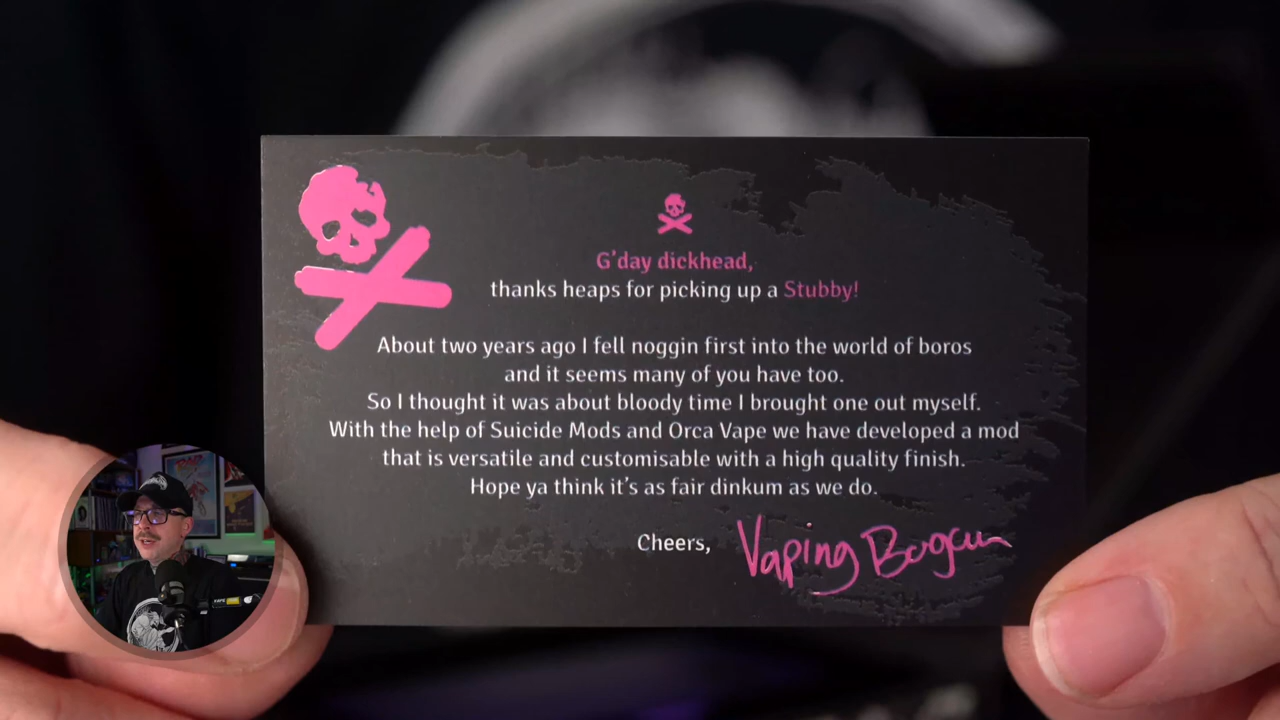 G'day dickhead,
thanks heaps for picking up a Stubby!
About two years ago I fell noggin first into the world of boros
and it seems many of you have too.
So I thought it was about bloody time I brought one out myself.
With the help of Suicide Mods and Orca Vape we have developed a mod
that is versatile and customisable with a high quality finish.
Hope ya think it's as fair dinkum as we do.
Cheers, Vaping Bogan